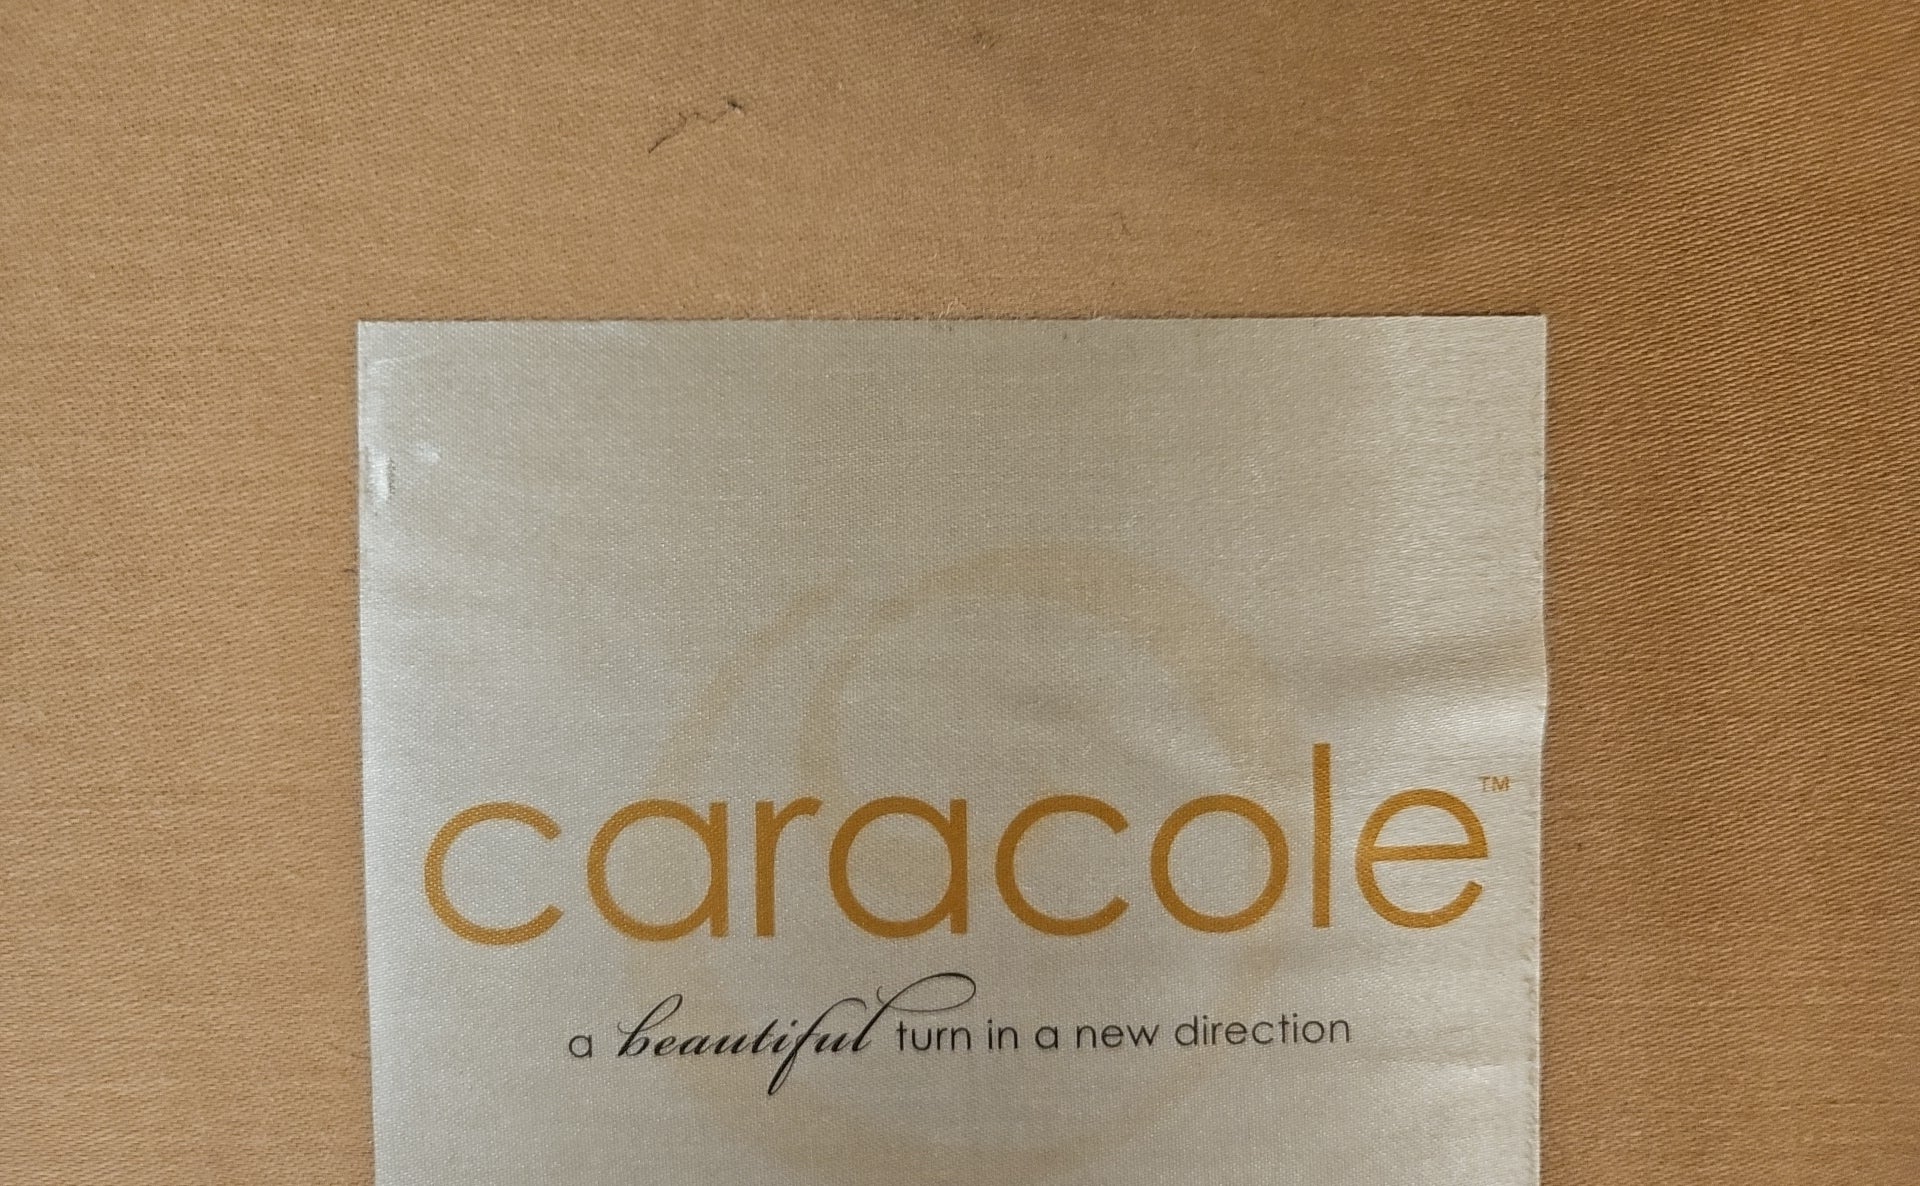 caracole™
a beautiful turn in a new direction